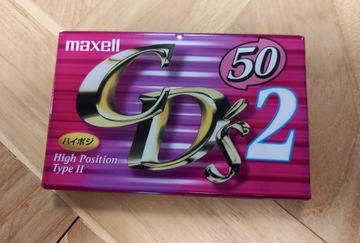 maxell
50
CD's 2
ハイポジ
High Position
Type II